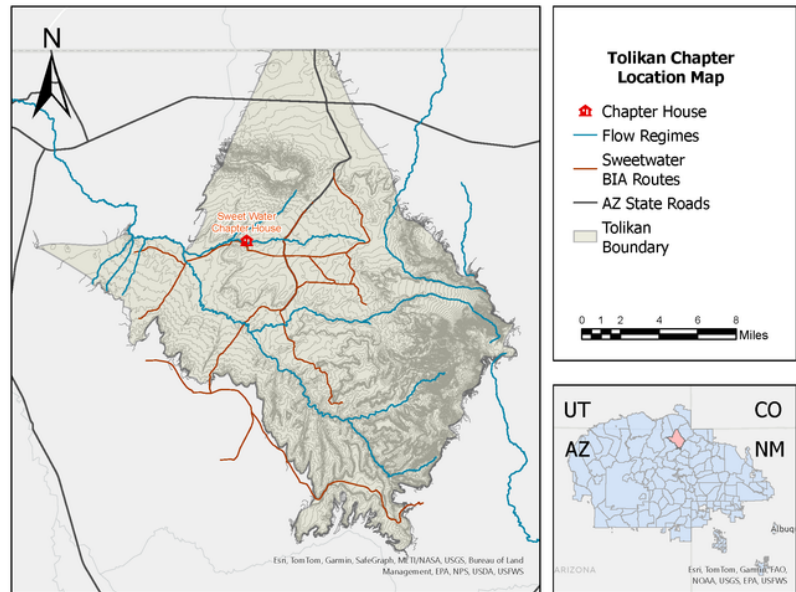 N
Sweet Water
Chapter House
Esri, TomTom, Garmin, SafeGraph, METI/NASA, USGS, Bureau of Land
Management, EPA, NPS, USDA, USFWS
Tolikan Chapter
Location Map
Chapter House
Flow Regimes
Sweetwater
BIA Routes
AZ State Roads
Tolikan
Boundary
0 1 2 4 6 8
Miles
UT CO
AZ NM
Albuq
ARIZONA
Esri, TomTom, Garmin, FAO,
NOAA, USGS, EPA, USFWS